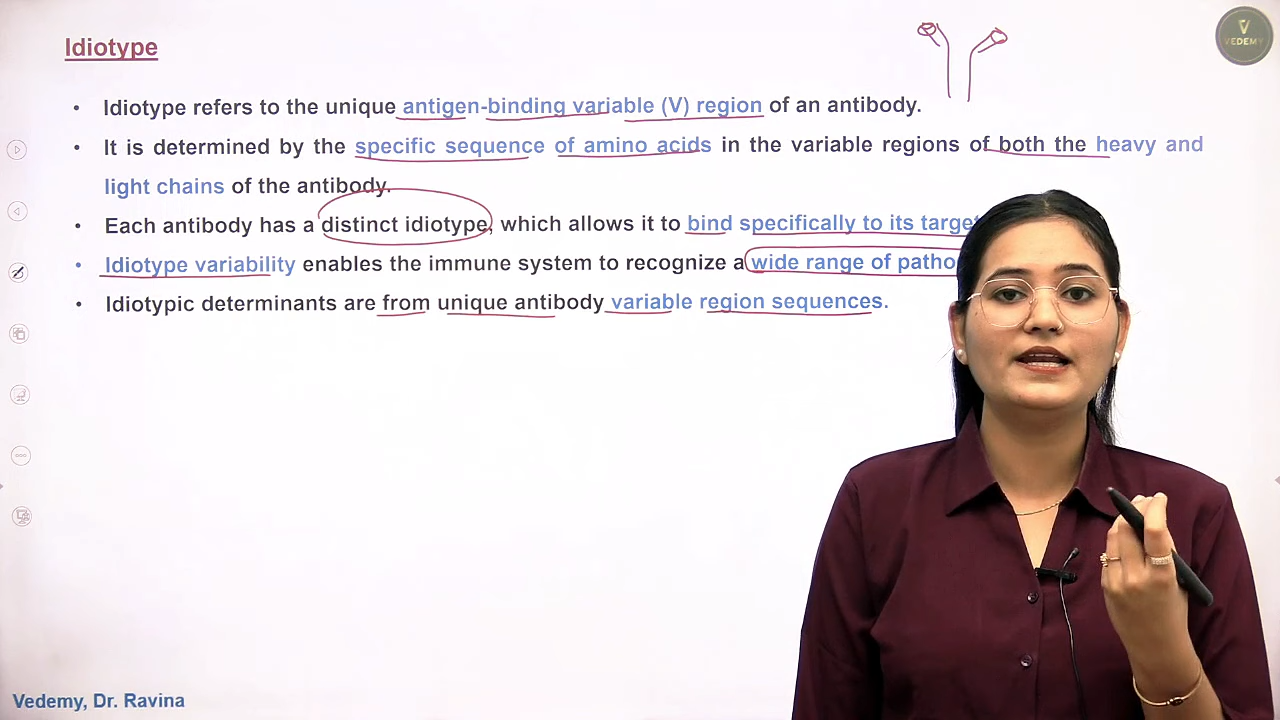 Idiotype
VEDEMY
• Idiotype refers to the unique antigen-binding variable (V) region of an antibody.
• It is determined by the specific sequence of amino acids in the variable regions of both the heavy and
light chains of the antibody.
• Each antibody has a distinct idiotype, which allows it to bind specifically to its target
• Idiotype variability enables the immune system to recognize a wide range of patho
• Idiotypic determinants are from unique antibody variable region sequences.
Vedemy, Dr. Ravina